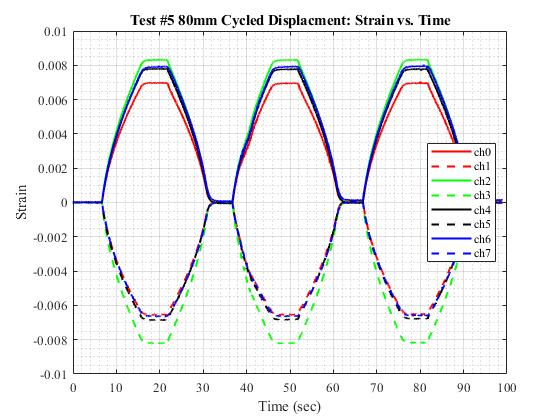 Test #5 80mm Cycled Displacment: Strain vs. Time
0.01
0.008
0.006
0.004
0.002
0
-0.002
-0.004
-0.006
-0.008
-0.01
Strain
ch0
ch1
ch2
ch3
ch4
ch5
ch6
ch7
0 10 20 30 40 50 60 70 80 90 100
Time (sec)